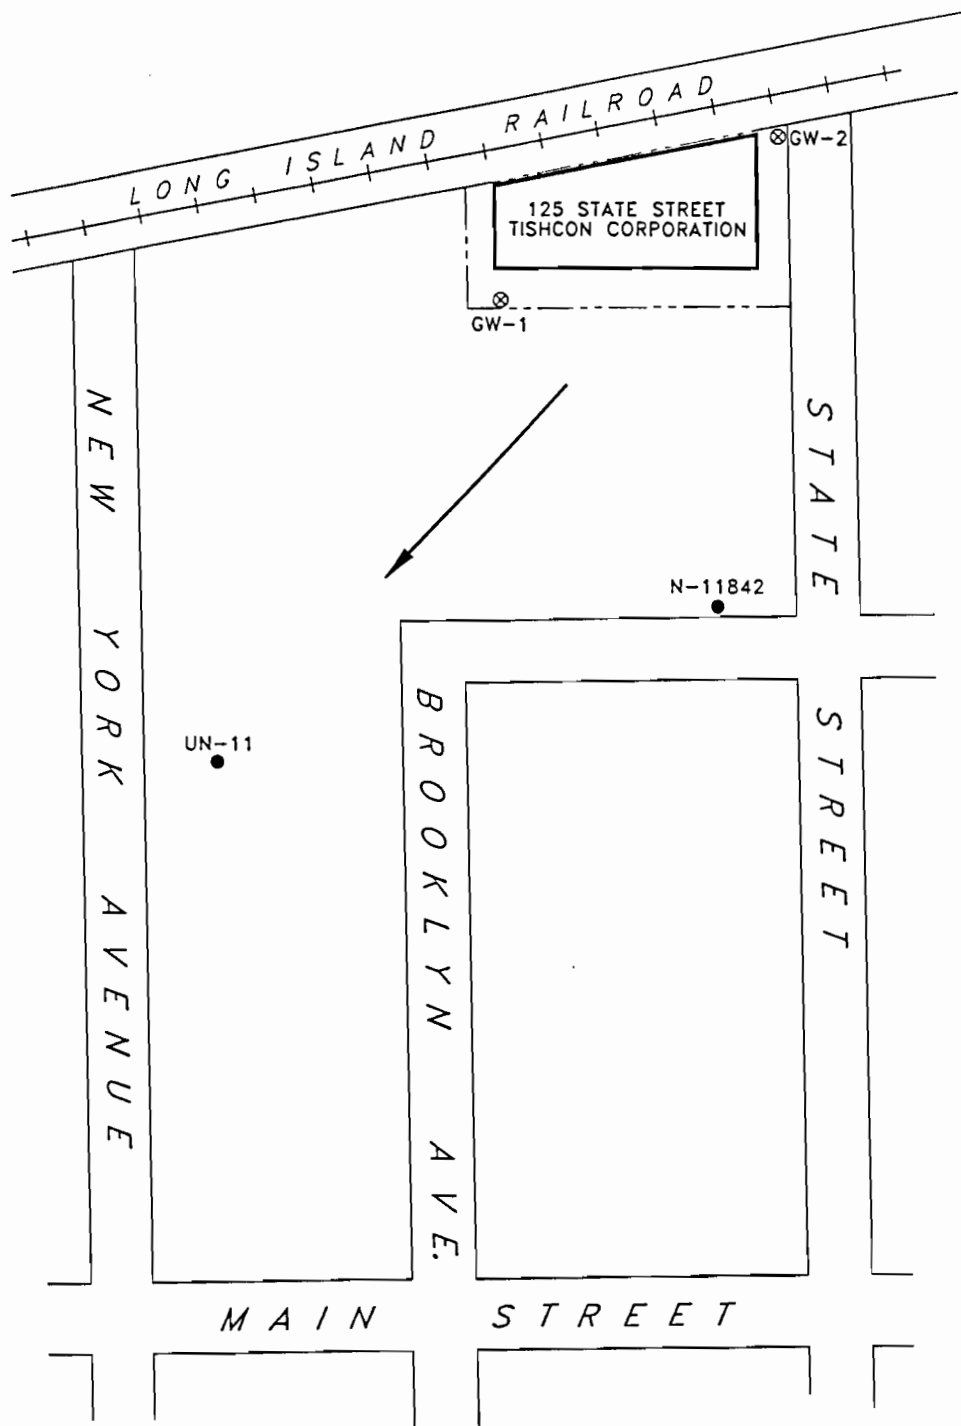 LONG ISLAND RAILROAD
GW-2
125 STATE STREET
TISHCON CORPORATION
GW-1
NEW YORK AVENUE
STATE STREET
N-11842
UN-11
BROOKLYN AVE.
MAIN STREET